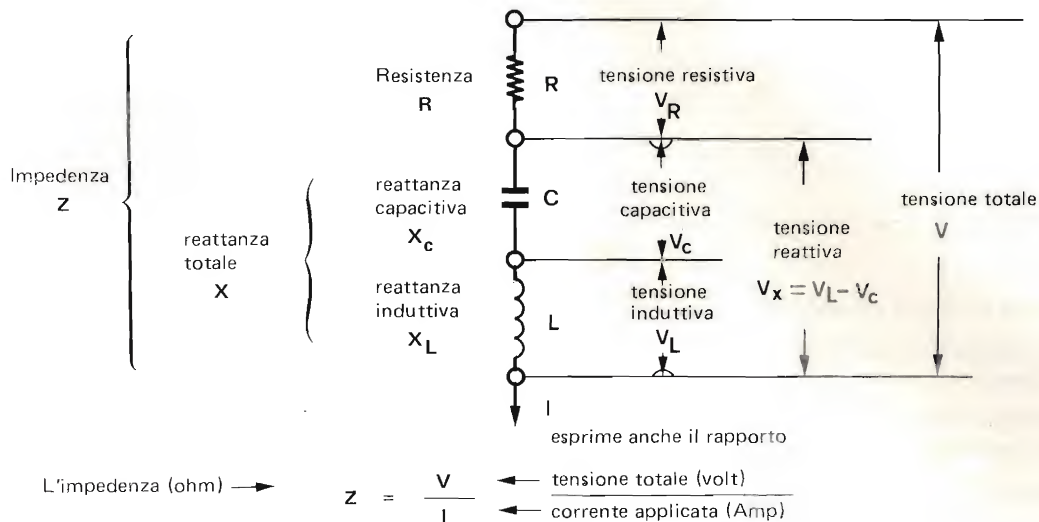 Resistenza
R
R
tensione resistiva
V_R
Impedenza
Z
reattanza
totale
X
reattanza
capacitiva
X_c
C
tensione
capacitiva
V_c
reattanza
induttiva
X_L
L
tensione
induttiva
V_L
tensione
reattiva
V_x = V_L - V_c
tensione totale
V
I
esprime anche il rapporto
L'impedenza (ohm)
Z = V / I
tensione totale (volt)
corrente applicata (Amp)